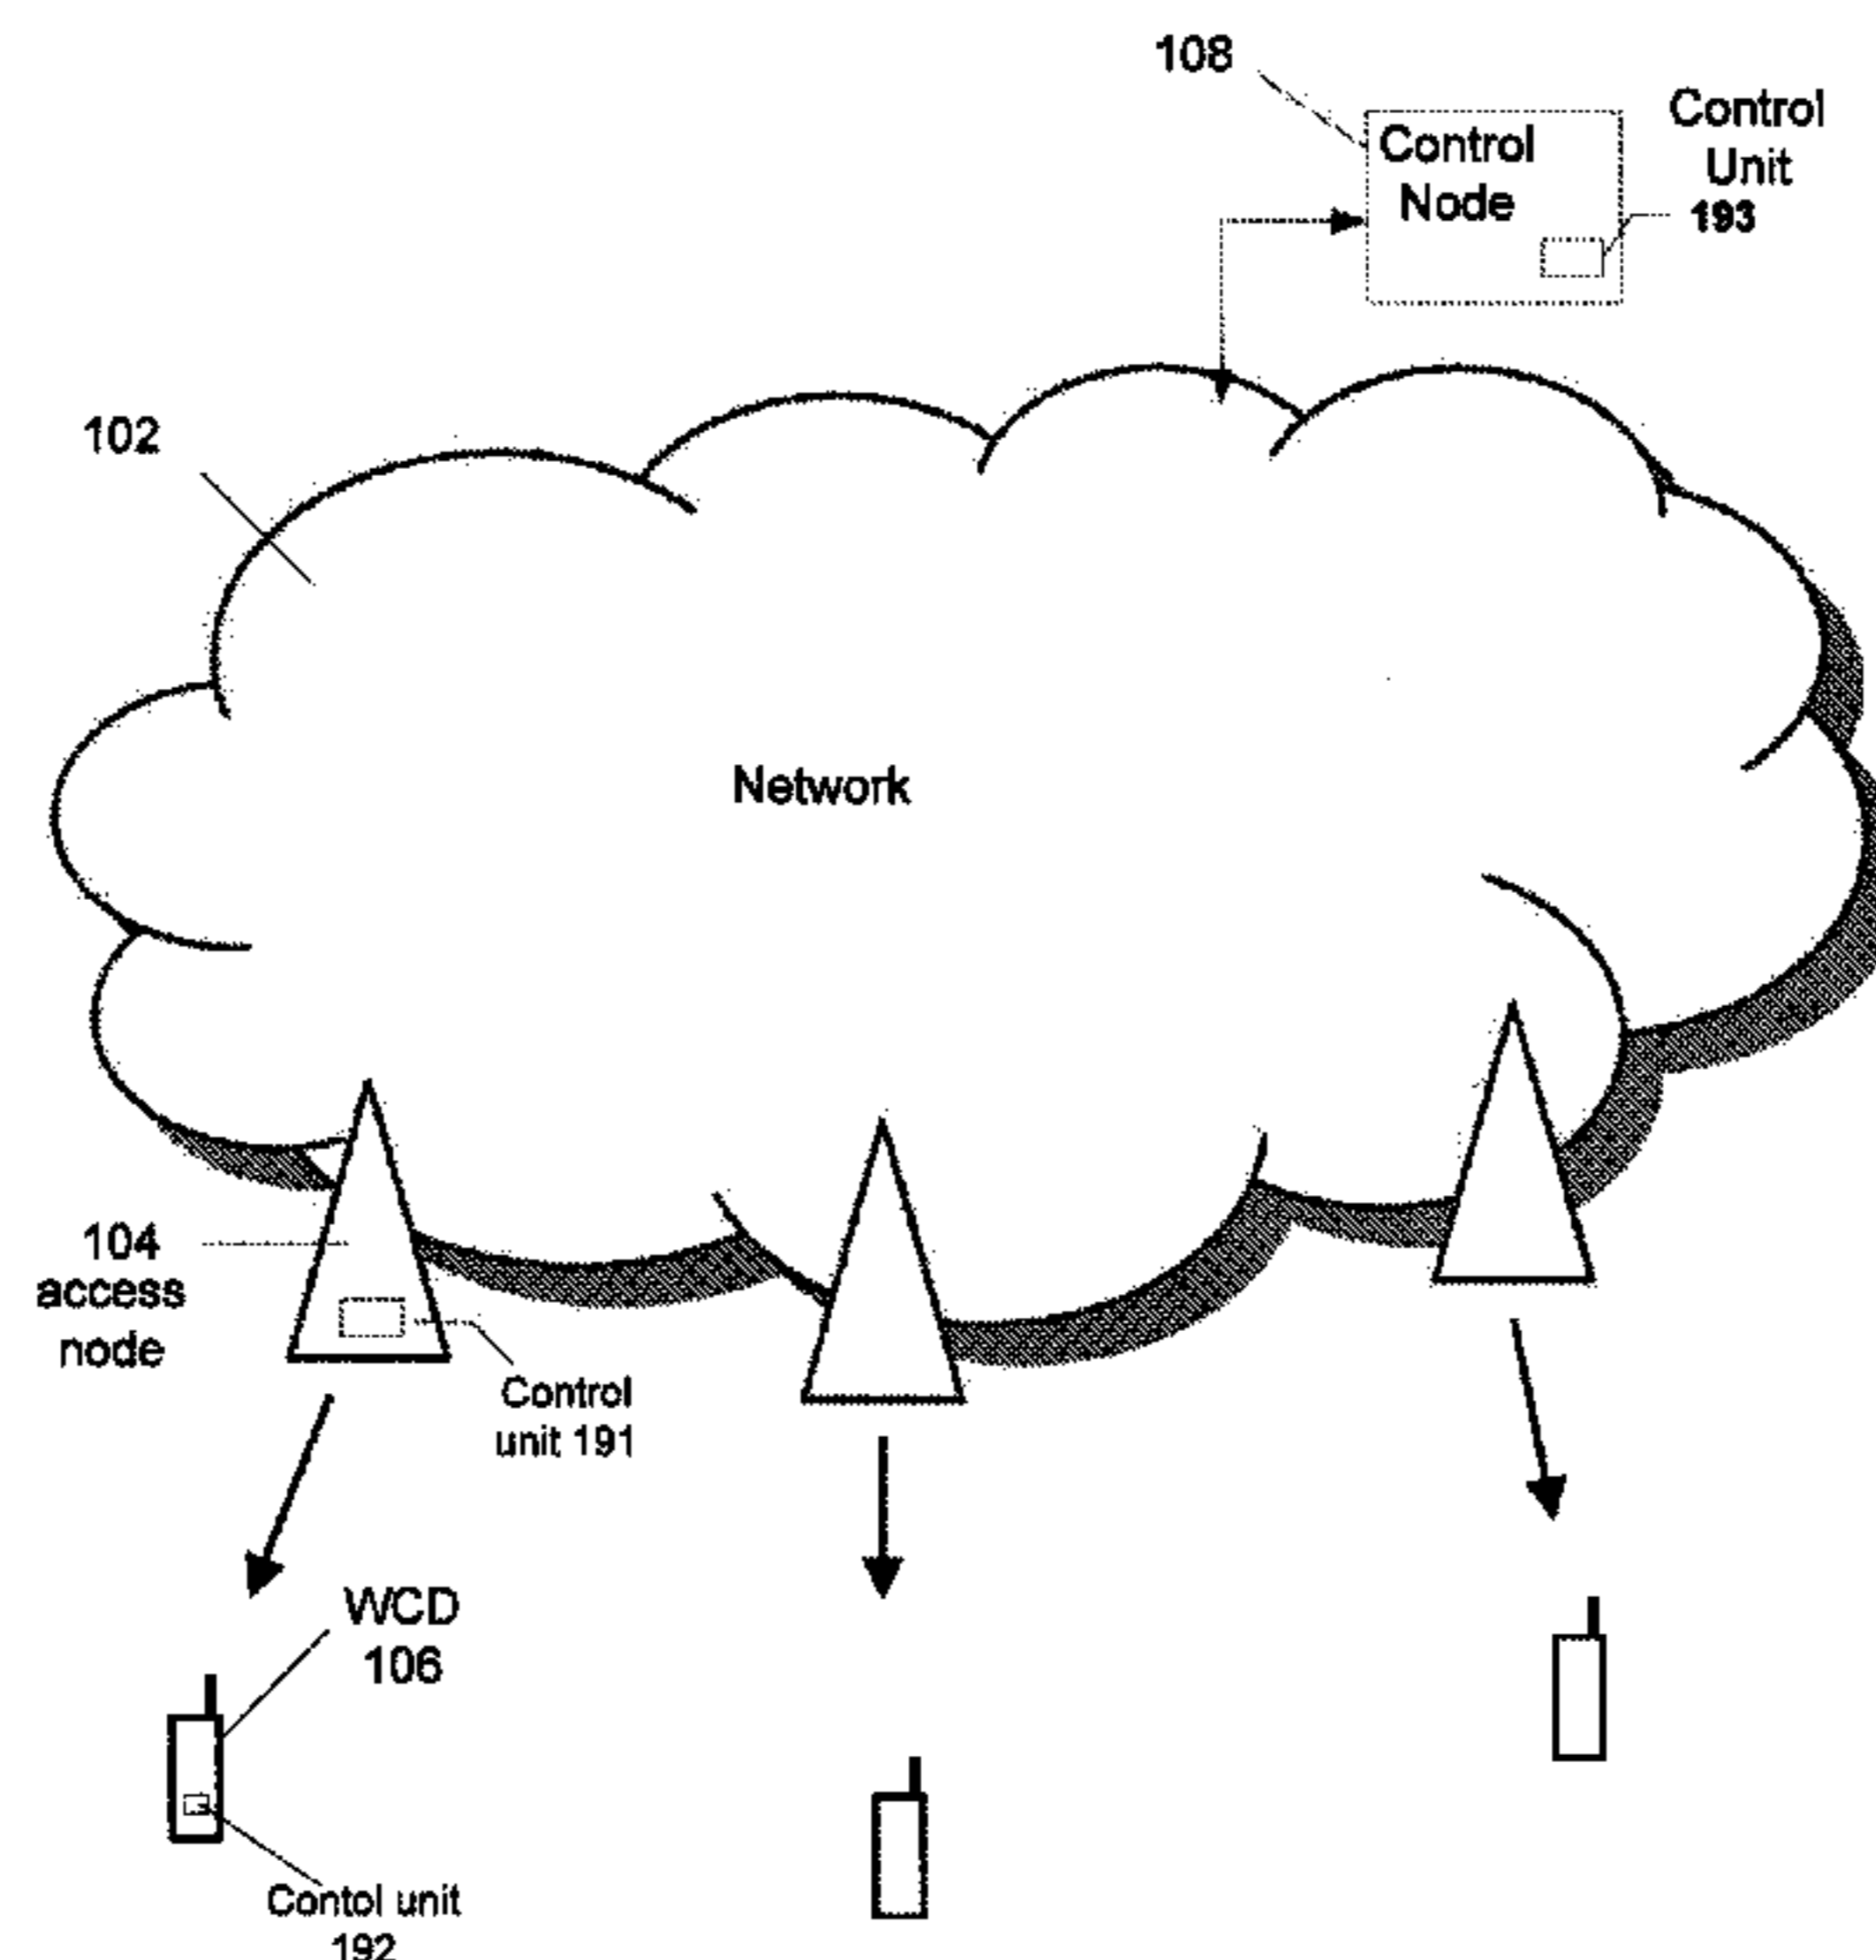 108
Control
Node
Control
Unit
193
102
Network
104
access
node
Control
unit 191
WCD
106
Contol unit
192